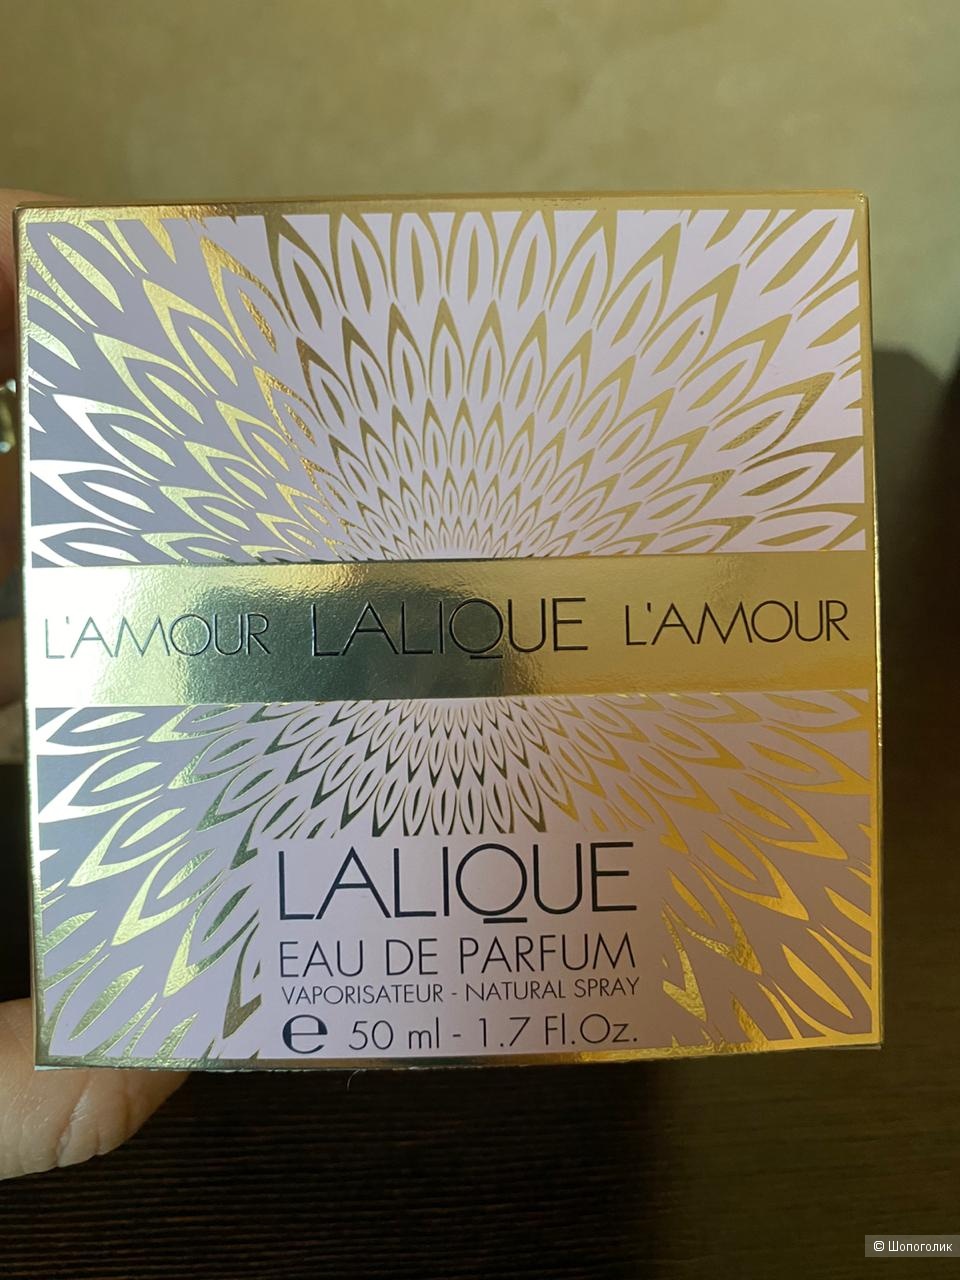 L'AMOUR LALIQUE L'AMOUR
LALIQUE
EAU DE PARFUM
VAPORISATEUR - NATURAL SPRAY
℮ 50 ml - 1.7 Fl.Oz.
© Шопоголик